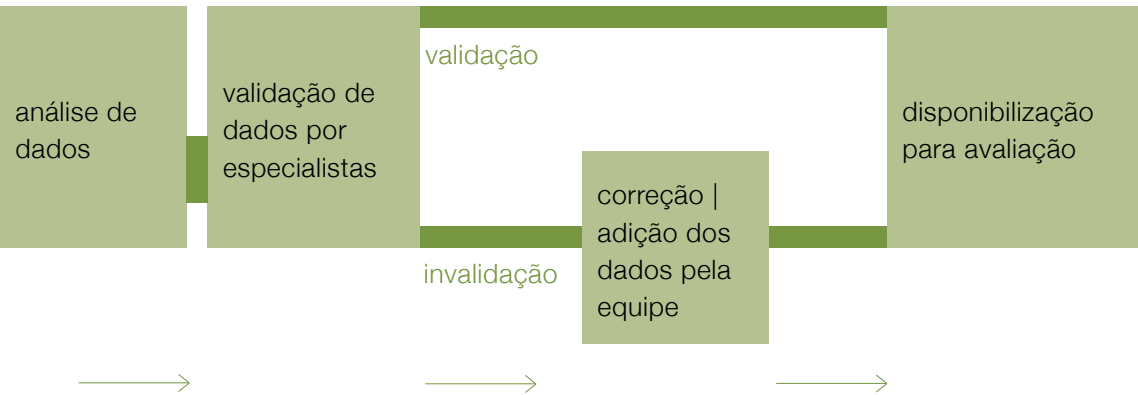 análise de
dados
validação de
dados por
especialistas
validação
invalidação
correção |
adição dos
dados pela
equipe
disponibilização
para avaliação